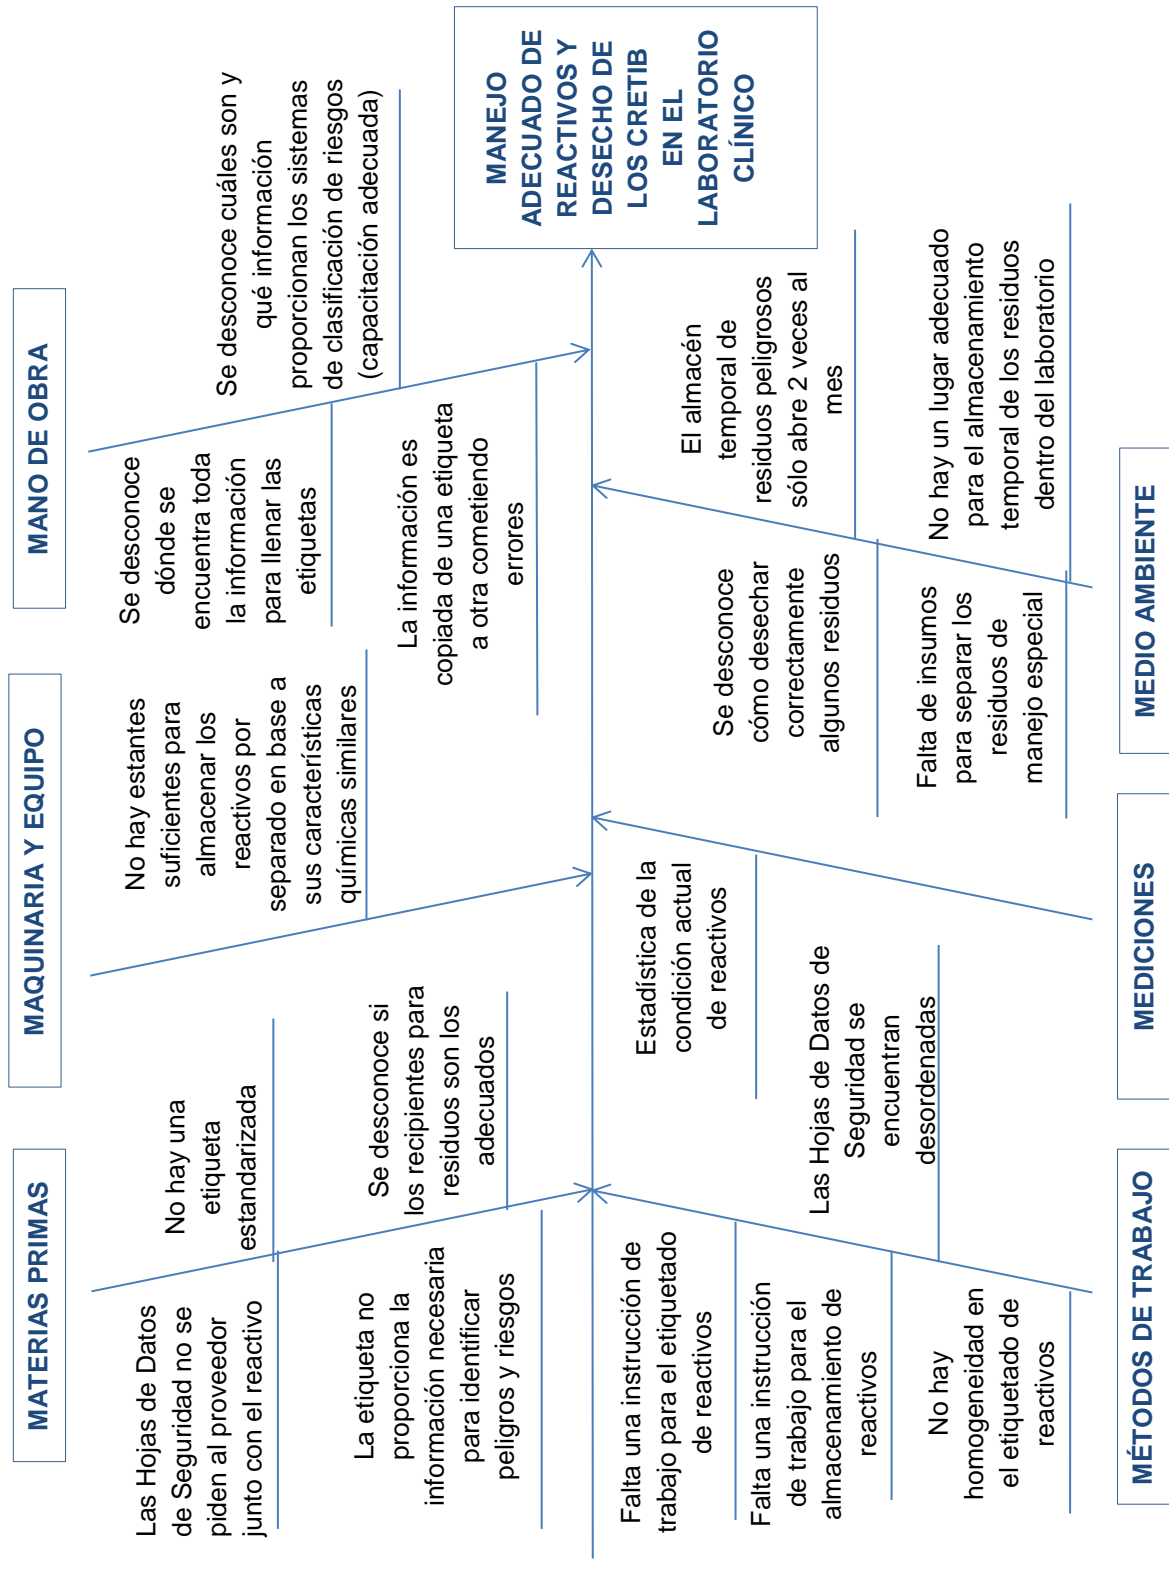 MATERIAS PRIMAS
MAQUINARIA Y EQUIPO
MANO DE OBRA
Las Hojas de Datos
de Seguridad no se
piden al proveedor
junto con el reactivo
No hay una
etiqueta
estandarizada
La etiqueta no
proporciona la
información necesaria
para identificar
peligros y riesgos
Se desconoce si
los recipientes para
residuos son los
adecuados
No hay estantes
suficientes para
almacenar los
reactivos por
separado en base a
sus características
químicas similares
Se desconoce
dónde se
encuentra toda
la información
para llenar las
etiquetas
Se desconoce cuáles son y
qué información
proporcionan los sistemas
de clasificación de riesgos
(capacitación adecuada)
La información es
copiada de una etiqueta
a otra cometiendo
errores
MANEJO
ADECUADO DE
REACTIVOS Y
DESECHO DE
LOS CRETIB
EN EL
LABORATORIO
CLÍNICO
Falta una instrucción de
trabajo para el etiquetado
de reactivos
Falta una instrucción
de trabajo para el
almacenamiento de
reactivos
No hay
homogeneidad en
el etiquetado de
reactivos
Las Hojas de Datos de
Seguridad se
encuentran
desordenadas
Estadística de la
condición actual
de reactivos
Se desconoce
cómo desechar
correctamente
algunos residuos
Falta de insumos
para separar los
residuos de
manejo especial
El almacén
temporal de
residuos peligrosos
sólo abre 2 veces al
mes
No hay un lugar adecuado
para el almacenamiento
temporal de los residuos
dentro del laboratorio
MÉTODOS DE TRABAJO
MEDICIONES
MEDIO AMBIENTE